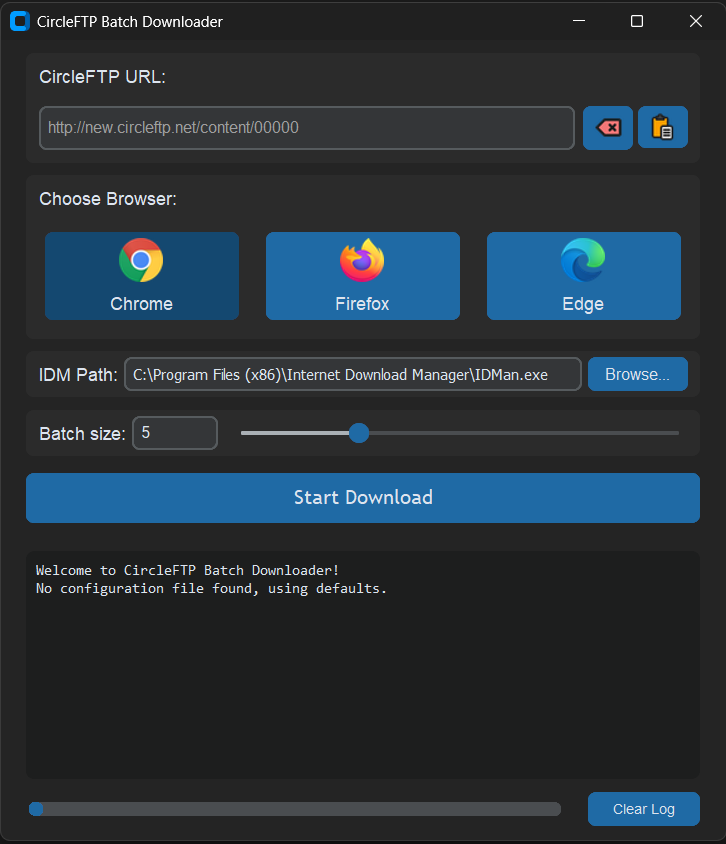 CircleFTP Batch Downloader
CircleFTP URL:
http://new.circleftp.net/content/00000
Choose Browser:
Chrome Firefox Edge
IDM Path: C:\Program Files (x86)\Internet Download Manager\IDMan.exe Browse...
Batch size: 5
Start Download
Welcome to CircleFTP Batch Downloader!
No configuration file found, using defaults.
Clear Log